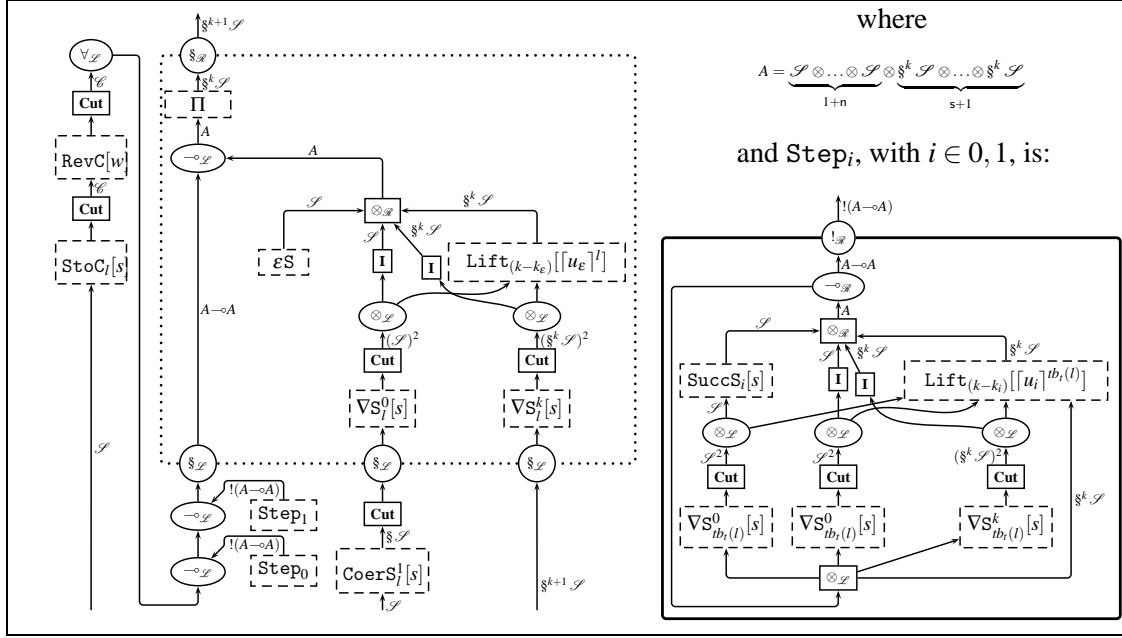 §^{k+1} 𝒮
∀_ℒ
𝒞
Cut
RevC[w]
𝒞
Cut
StoC_l[s]
𝒮
§_ℛ
§^k 𝒮
Π
A
⊸_ℒ
A
A⊸A
εS
𝒮
⊗_ℛ
§^k 𝒮
𝒮
§^k 𝒮
I
I
Lift_{(k−k_ε)}[⌈u_ε⌉^l]
⊗_ℒ
⊗_ℒ
(𝒮)^2
(§^k 𝒮)^2
Cut
Cut
∇S^0_l[s]
∇S^k_l[s]
§_ℒ
§_ℒ
§_ℒ
!(A⊸A)
⊸_ℒ
Step_1
!(A⊸A)
⊸_ℒ
Step_0
Cut
§𝒮
CoerS^1_l[s]
𝒮
§^{k+1} 𝒮
where
A = 𝒮 ⊗…⊗ 𝒮 ⊗ §^k 𝒮 ⊗…⊗ §^k 𝒮
1+n
s+1
and Step_i, with i ∈ 0,1, is:
!(A⊸A)
!_ℛ
A⊸A
⊸_ℛ
A
𝒮
⊗_ℛ
§^k 𝒮
𝒮
§^k 𝒮
SuccS_i[s]
I
I
Lift_{(k−k_i)}[⌈u_i⌉^{tb_t(l)}]
𝒮
⊗_ℒ
⊗_ℒ
⊗_ℒ
𝒮^2
𝒮^2
(§^k 𝒮)^2
Cut
Cut
Cut
§^k 𝒮
∇S^0_{tb_t(l)}[s]
∇S^0_{tb_t(l)}[s]
∇S^k_{tb_t(l)}[s]
⊗_ℒ